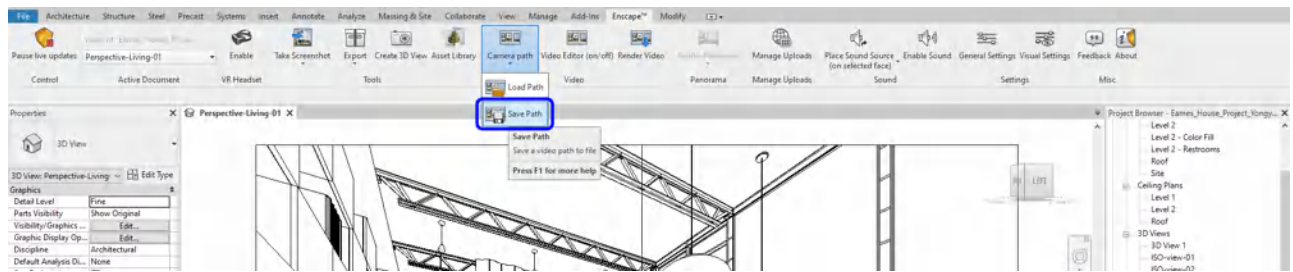 File Architecture Structure Steel Precast Systems Insert Annotate Analyze Massing & Site Collaborate View Manage Add-Ins Enscape™ Modify
Pause live updates Perspective-Living-01 Enable Take Screenshot Export Create 3D View Asset Library Camera path Video Editor (on/off) Render Video Manage Uploads Place Sound Source (on selected face) Enable Sound General Settings Visual Settings Feedback About
Control Active Document VR Headset Tools Video Panorama Manage Uploads Sound Settings Misc.
Load Path
Save Path
Save Path
Save a video path to file
Press F1 for more help
Properties X
Perspective-Living-01 X
Project Browser - Eames_House_Project_Yongy... X
3D View
3D View: Perspective-Living- Edit Type
Graphics
Detail Level Fine
Parts Visibility Show Original
Visibility/Graphics ... Edit...
Graphic Display Op... Edit...
Discipline Architectural
Default Analysis Di... None
LEFT
Level 2
Level 2 - Color Fill
Level 2 - Restrooms
Roof
Site
Ceiling Plans
Level 1
Level 2
Roof
3D Views
3D View 1
ISO-view-01
ISO-view-02